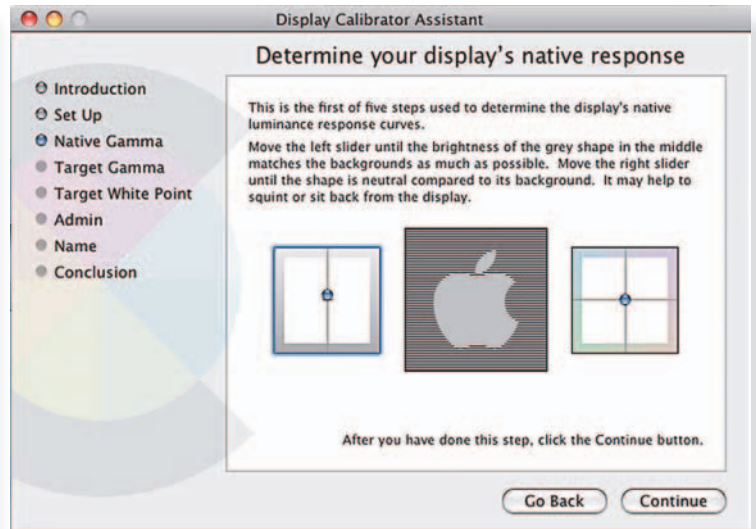 Display Calibrator Assistant
Determine your display's native response
Introduction
Set Up
Native Gamma
Target Gamma
Target White Point
Admin
Name
Conclusion
This is the first of five steps used to determine the display's native
luminance response curves.
Move the left slider until the brightness of the grey shape in the middle
matches the backgrounds as much as possible.  Move the right slider
until the shape is neutral compared to its background.  It may help to
squint or sit back from the display.
After you have done this step, click the Continue button.
Go Back
Continue